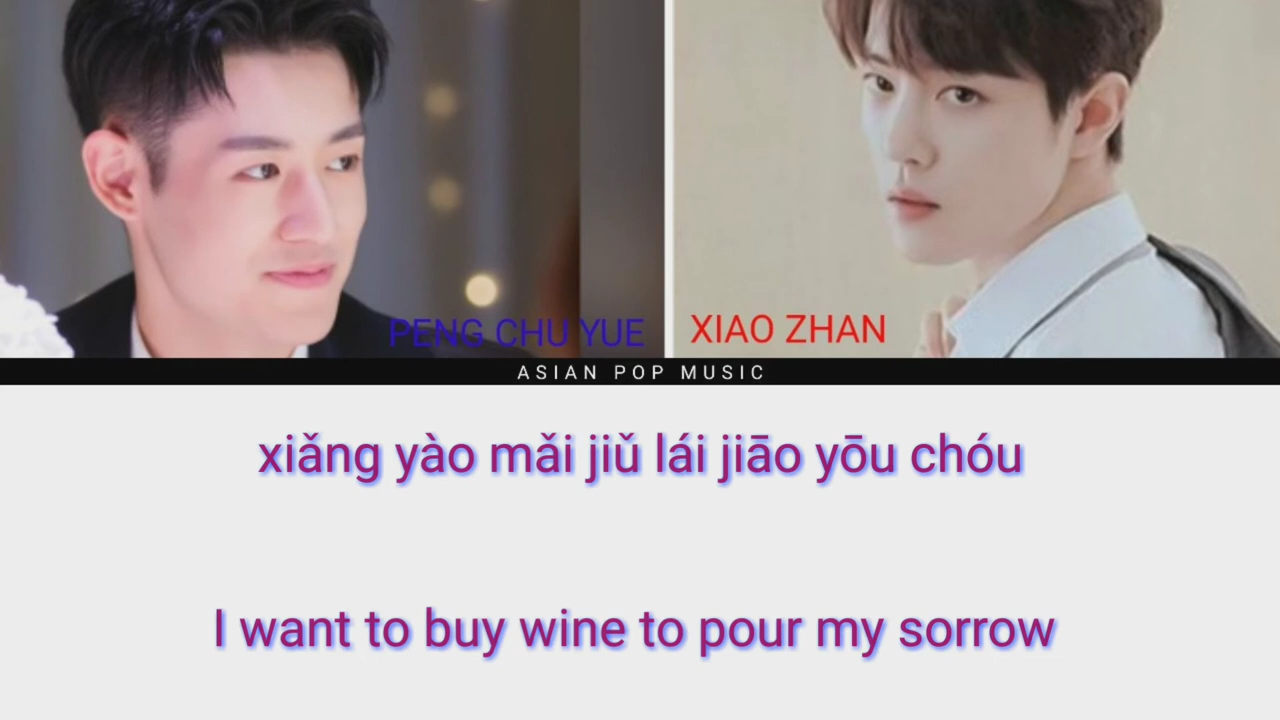 PENG CHU YUE
XIAO ZHAN
ASIAN POP MUSIC
xiǎng yào mǎi jiǔ lái jiāo yōu chóu
I want to buy wine to pour my sorrow